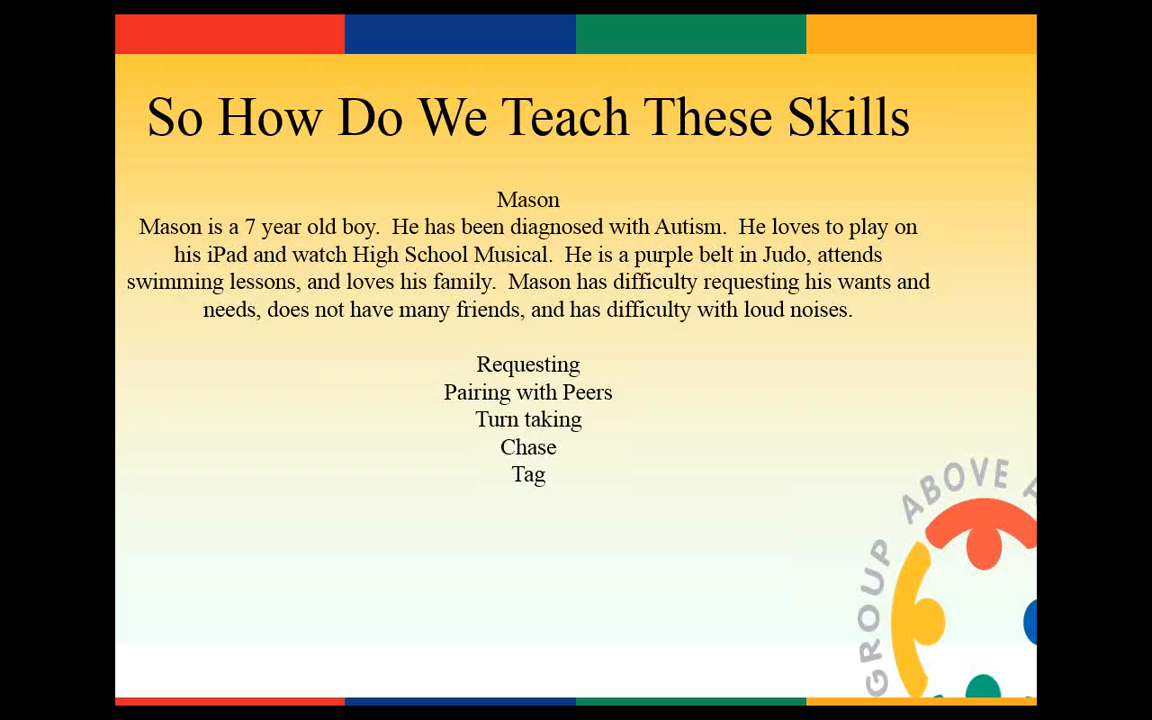 So How Do We Teach These Skills
Mason
Mason is a 7 year old boy.  He has been diagnosed with Autism.  He loves to play on
his iPad and watch High School Musical.  He is a purple belt in Judo, attends
swimming lessons, and loves his family.  Mason has difficulty requesting his wants and
needs, does not have many friends, and has difficulty with loud noises.
Requesting
Pairing with Peers
Turn taking
Chase
Tag
GROUP ABOVE A